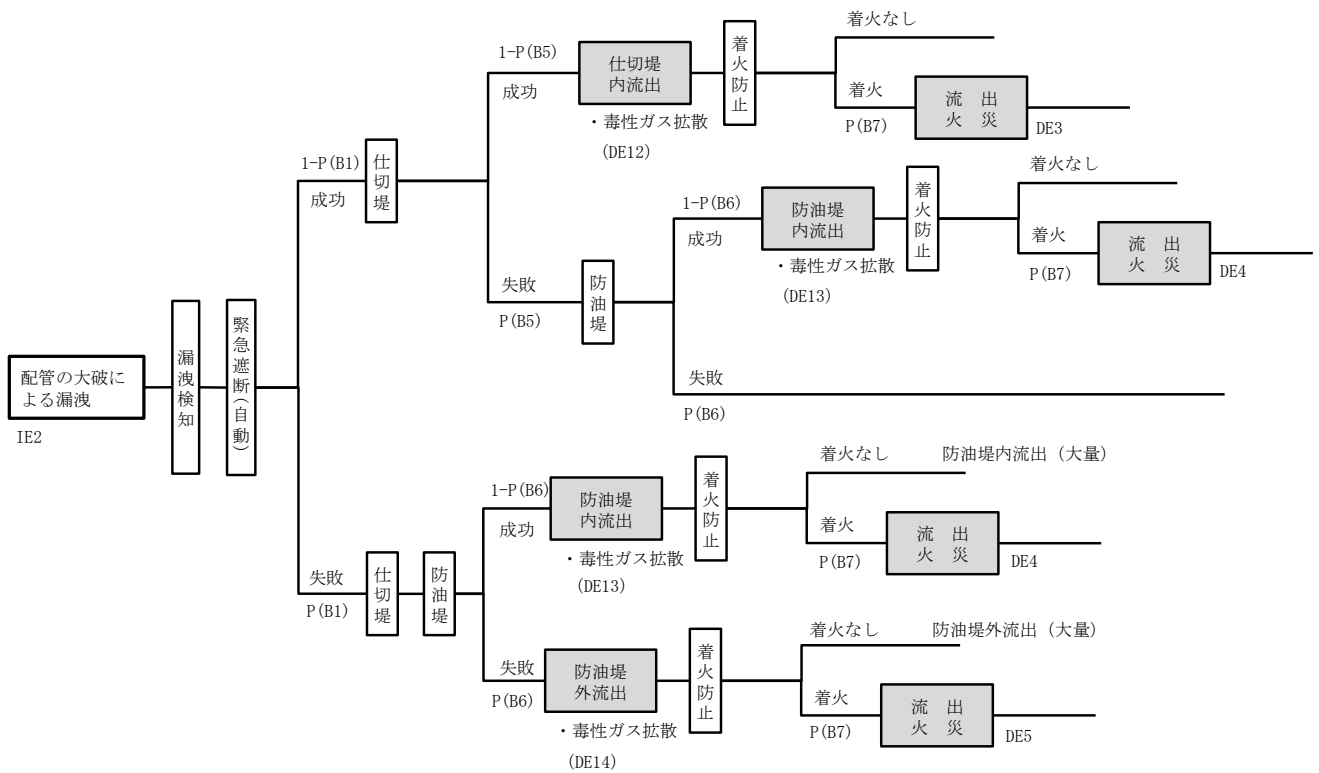 配管の大破に
よる漏洩
IE2
漏洩検知
緊急遮断(自動)
1-P(B1)
成功
仕切堤
1-P(B5)
成功
仕切堤
内流出
・毒性ガス拡散
(DE12)
着火防止
着火なし
着火
P(B7)
流 出
火 災
DE3
失敗
P(B5)
防油堤
1-P(B6)
成功
防油堤
内流出
・毒性ガス拡散
(DE13)
着火防止
着火なし
着火
P(B7)
流 出
火 災
DE4
失敗
P(B6)
失敗
P(B1)
仕切堤
防油堤
1-P(B6)
成功
防油堤
内流出
・毒性ガス拡散
(DE13)
着火防止
着火なし
防油堤内流出(大量)
着火
P(B7)
流 出
火 災
DE4
失敗
P(B6)
防油堤
外流出
・毒性ガス拡散
(DE14)
着火防止
着火なし
防油堤外流出(大量)
着火
P(B7)
流 出
火 災
DE5